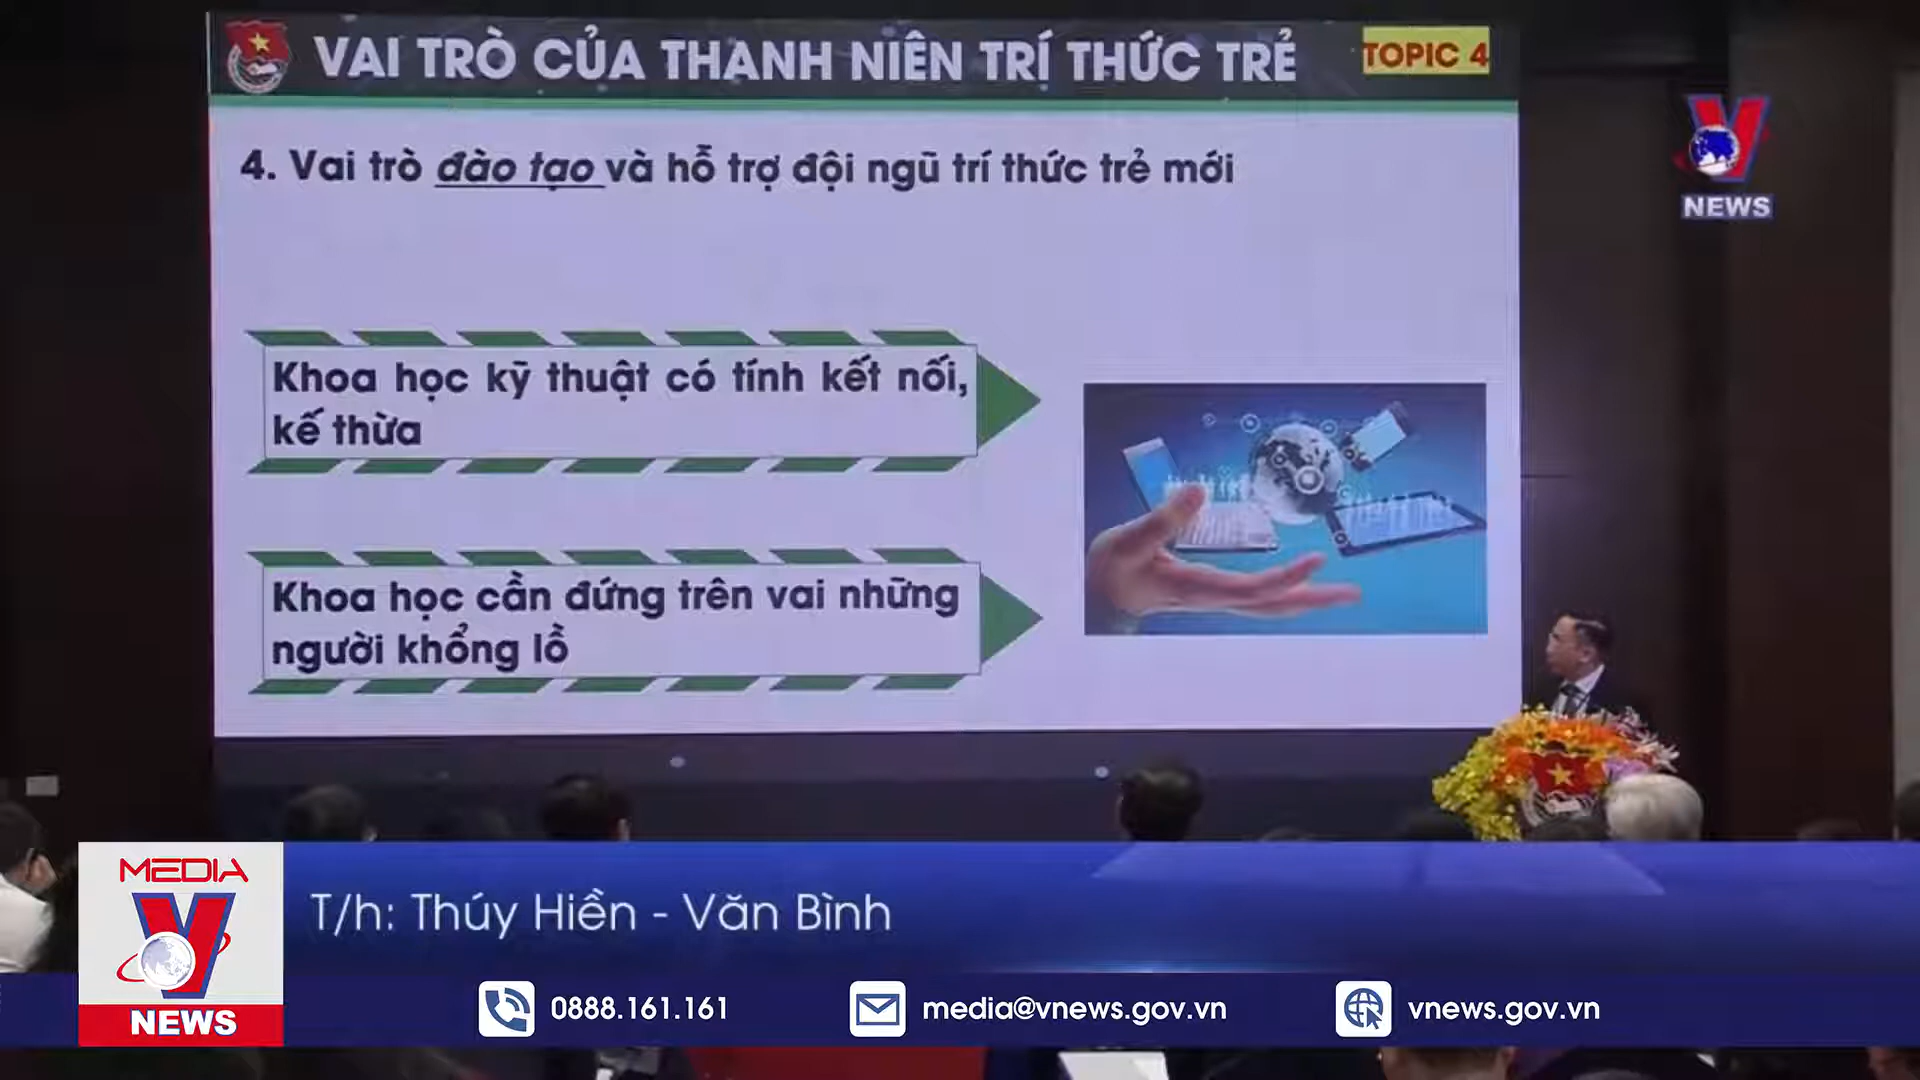 VAI TRÒ CỦA THANH NIÊN TRÍ THỨC TRẺ
TOPIC 4
4. Vai trò đào tạo và hỗ trợ đội ngũ trí thức trẻ mới
Khoa học kỹ thuật có tính kết nối,
kế thừa
Khoa học cần đứng trên vai những
người khổng lồ
NEWS
MEDIA
NEWS
T/h: Thúy Hiền - Văn Bình
0888.161.161
media@vnews.gov.vn
vnews.gov.vn